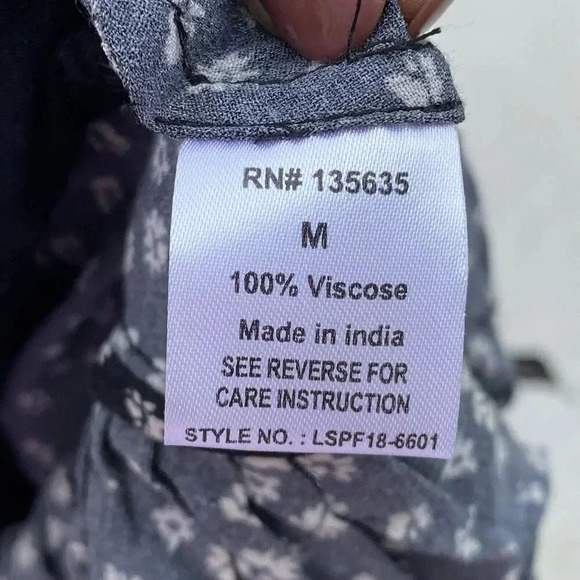 RN# 135635
M
100% Viscose
Made in india
SEE REVERSE FOR
CARE INSTRUCTION
STYLE NO. : LSPF18-6601